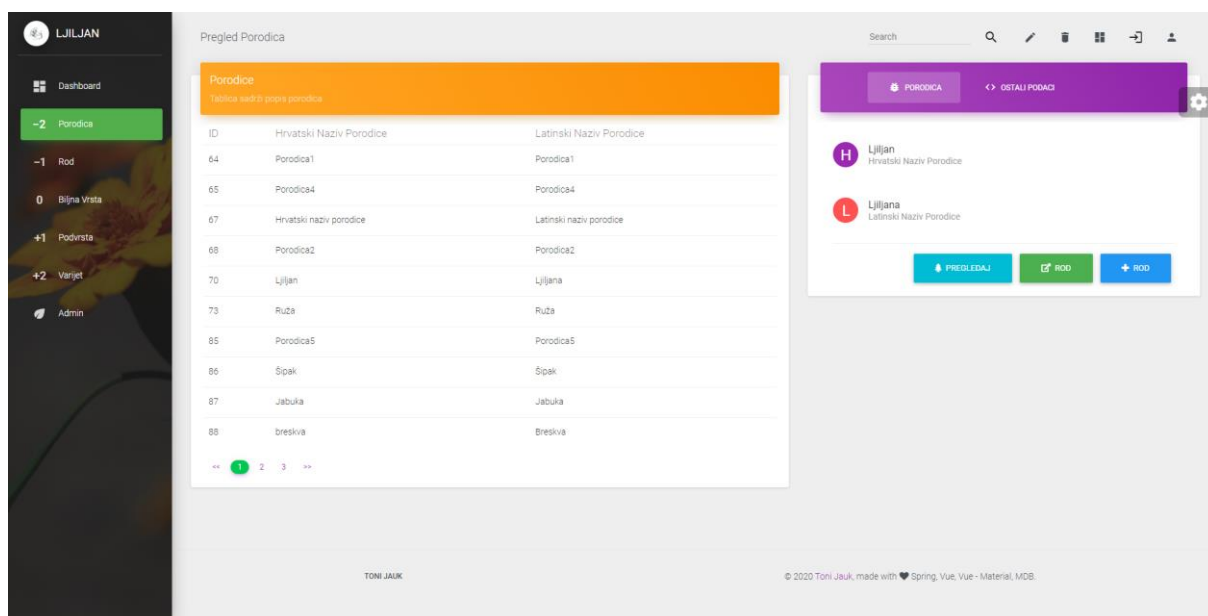 LJILJAN
Dashboard
−2 Porodica
−1 Rod
0 Biljna Vrsta
+1 Podvrsta
+2 Varijet
Admin
Pregled Porodica
Search
Porodice
Tablica sadrži popis porodica
ID Hrvatski Naziv Porodice Latinski Naziv Porodice
64 Porodica1 Porodica1
65 Porodica4 Porodica4
67 Hrvatski naziv porodice Latinski naziv porodice
68 Porodica2 Porodica2
70 Ljiljan Ljiljana
73 Ruža Ruža
85 Porodica5 Porodica5
86 Šipak Šipak
87 Jabuka Jabuka
88 breskva Breskva
<< 1 2 3 >>
PORODICA <> OSTALI PODACI
H Ljiljan
Hrvatski Naziv Porodice
L Ljiljana
Latinski Naziv Porodice
PREGLEDAJ ROD + ROD
TONI JAUK
© 2020 Toni Jauk, made with ♥ Spring, Vue, Vue - Material, MDB.